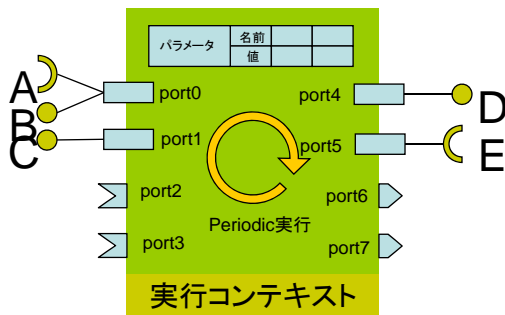 パラメータ 名前
値
A
B
C
port0
port1
port2
port3
port4
port5
port6
port7
D
E
Periodic実行
実行コンテキスト